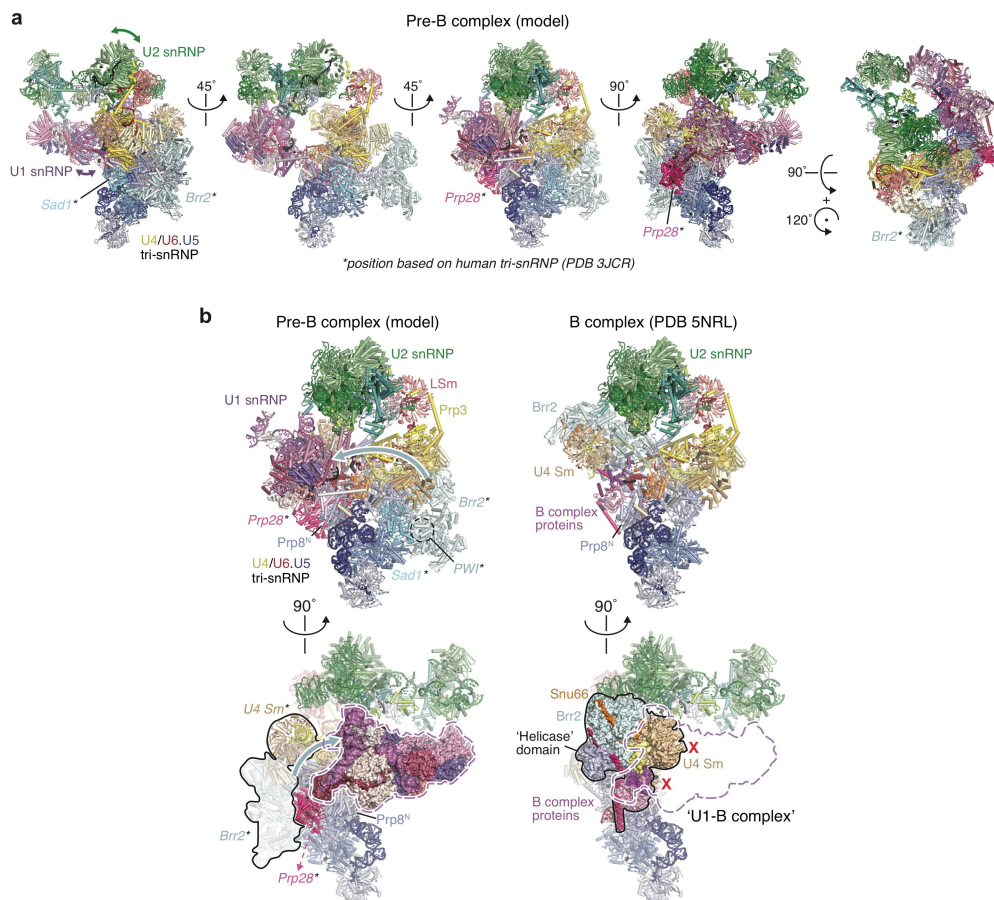 a
Pre-B complex (model)
U2 snRNP
45°
45°
90°
U1 snRNP
Sad1*
Brr2*
U4/U6.U5
tri-snRNP
Prp28*
Prp28*
90°
+
120°
Brr2*
*position based on human tri-snRNP (PDB 3JCR)
b
Pre-B complex (model)
U2 snRNP
LSm
U1 snRNP
Prp3
Brr2*
Prp28*
Prp8ᴺ
U4/U6.U5
tri-snRNP
Sad1*
PWI*
B complex (PDB 5NRL)
U2 snRNP
Brr2
U4 Sm
B complex
proteins
Prp8ᴺ
90°
90°
U4 Sm*
Brr2*
Prp8ᴺ
Prp28*
Snu66
Brr2
'Helicase'
domain
X
U4 Sm
X
B complex
proteins
'U1-B complex'